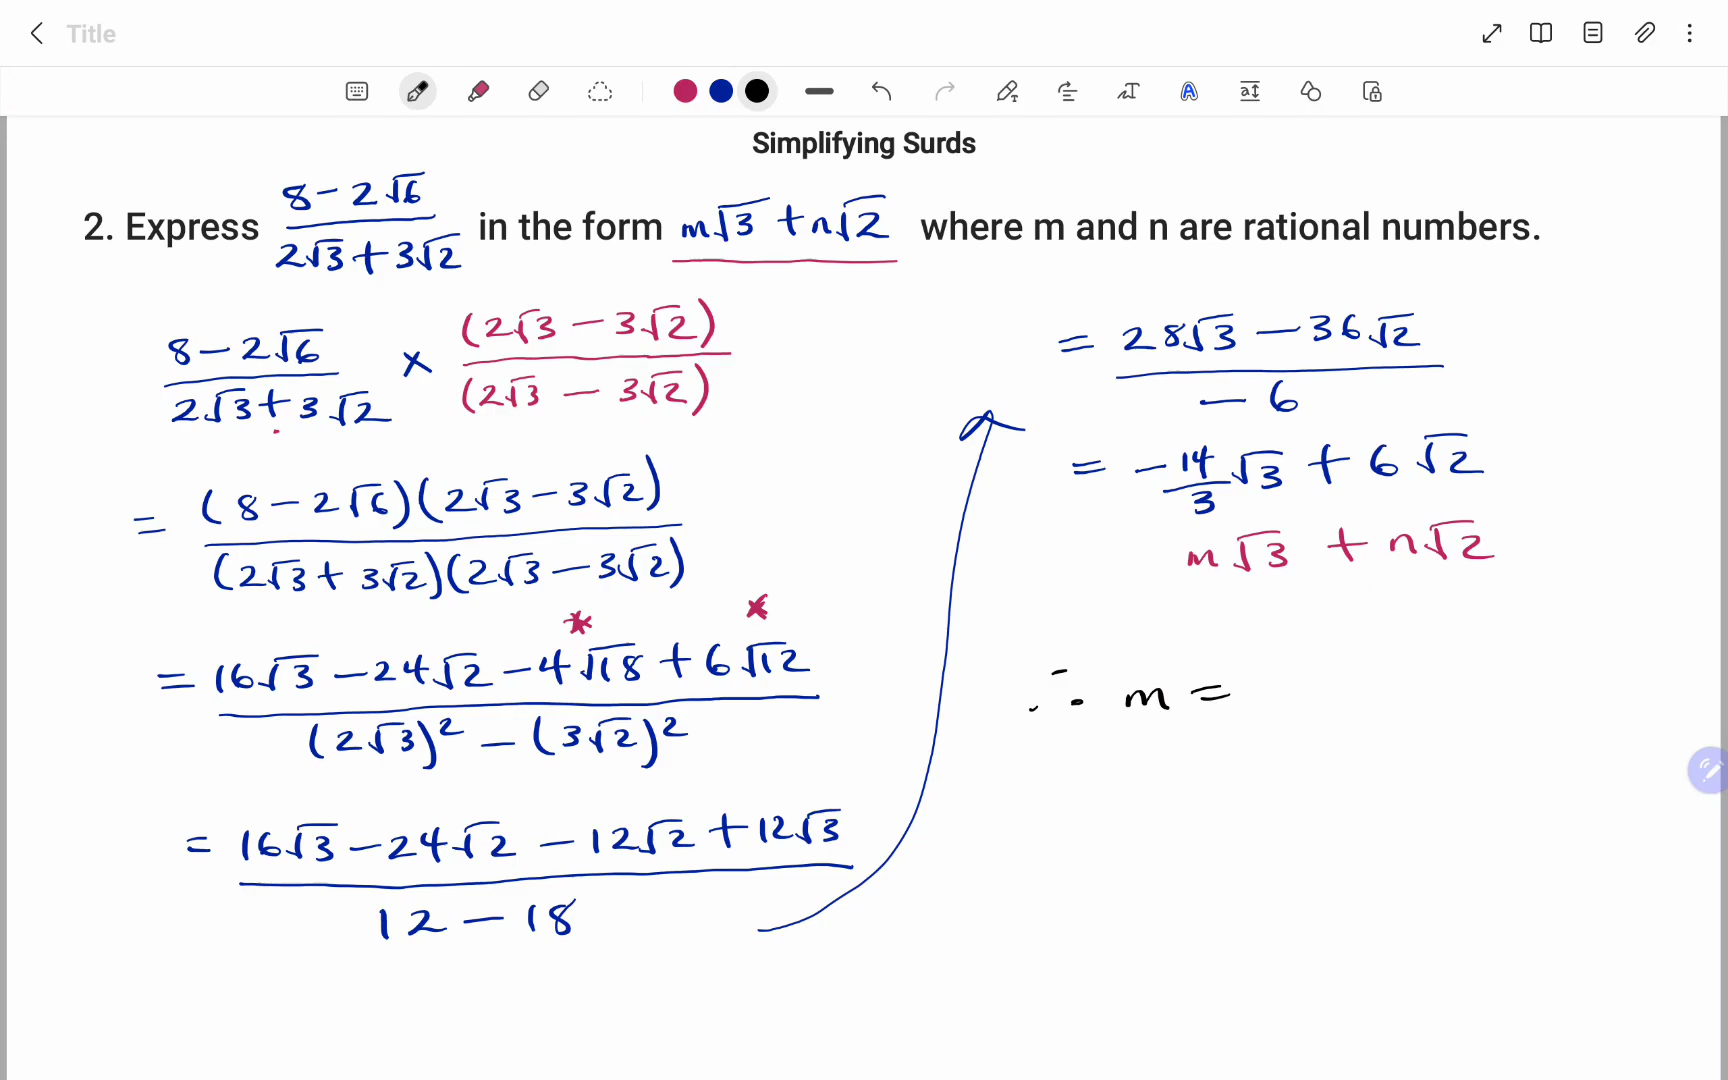 Title
Simplifying Surds
2. Express (8 - 2√6)/(2√3 + 3√2) in the form m√3 + n√2 where m and n are rational numbers.
(8 - 2√6)/(2√3 + 3√2) × (2√3 - 3√2)/(2√3 - 3√2)
= (8 - 2√6)(2√3 - 3√2)/(2√3 + 3√2)(2√3 - 3√2)
* *
= (16√3 - 24√2 - 4√18 + 6√12)/((2√3)² - (3√2)²)
= (16√3 - 24√2 - 12√2 + 12√3)/(12 - 18)
= (28√3 - 36√2)/(-6)
= -14/3 √3 + 6√2
m√3 + n√2
∴ m =